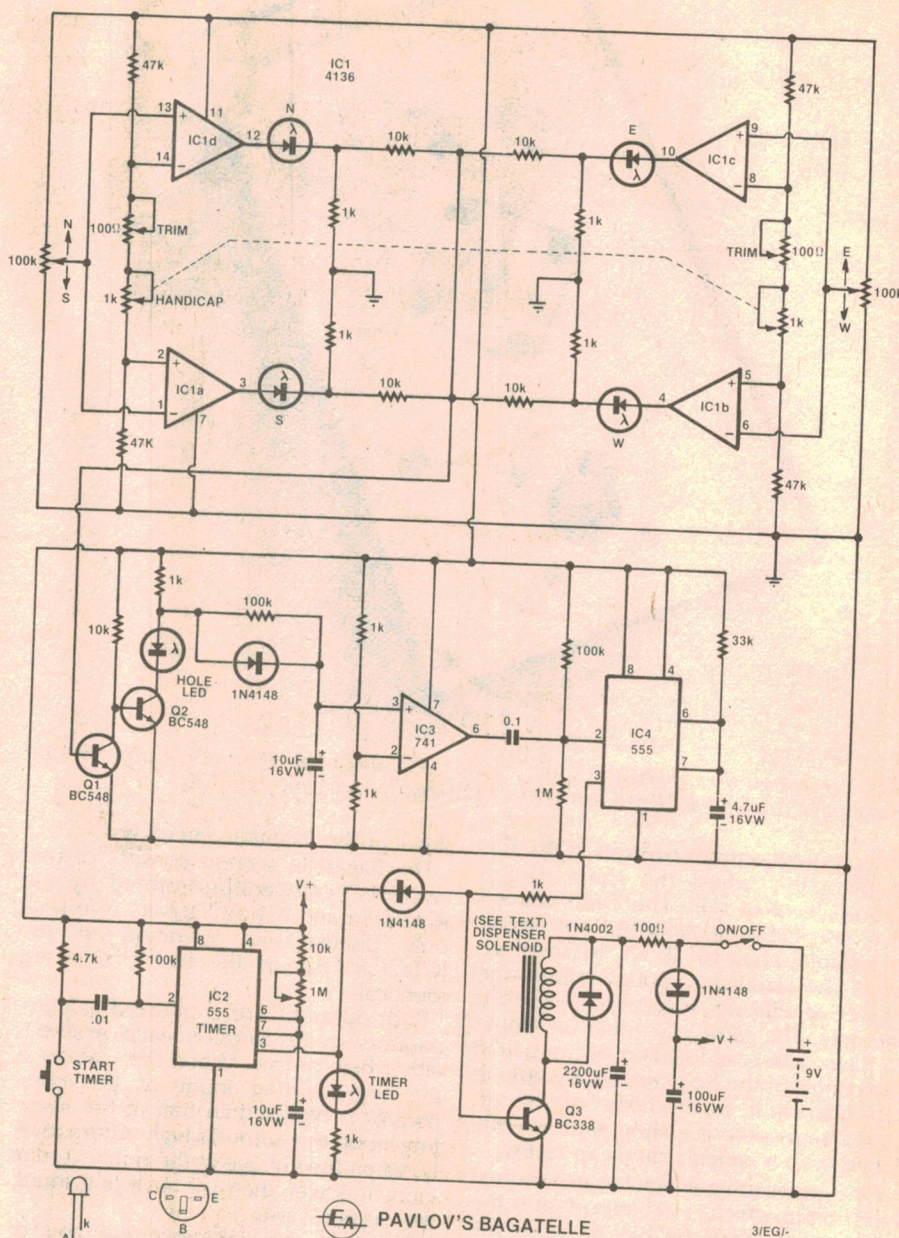 47k
IC1
4136
47k
13
11
N
E
9
+
IC1d
12
10k
10k
10
IC1c
+
14
−
8
−
1k
1k
N
100Ω
TRIM
TRIM
100Ω
E
100k
S
1k
HANDICAP
1k
W
100k
1k
1k
2
+
IC1a
3
10k
10k
4
IC1b
5
+
1
−
7
S
W
6
−
47K
47k
1k
100k
1k
10k
λ
HOLE
LED
1N4148
100k
33k
8
4
Q2
BC548
3
+
7
IC3
741
6
0.1
2
IC4
555
6
10uF
16VW
+
−
2
−
4
3
7
Q1
BC548
1k
1M
1
+
4.7uF
16VW
−
V+
1N4148
1k
(SEE TEXT)
DISPENSER
SOLENOID
1N4002
100Ω
ON/OFF
4.7k
100k
8
4
10k
1N4148
.01
2
IC2
555
TIMER
6
7
3
1M
V+
START
TIMER
1
10uF
16VW
+
−
TIMER
LED
λ
1k
2200uF
16VW
+
−
Q3
BC338
100uF
16VW
+
−
9V
+
−
k
A
C
E
B
EA
PAVLOV'S BAGATELLE
3/EG/-